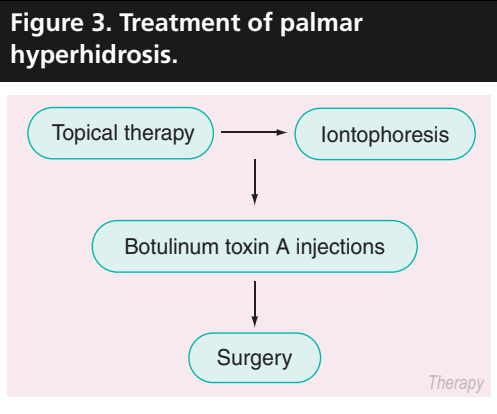 Figure 3. Treatment of palmar
hyperhidrosis.
Topical therapy
Iontophoresis
Botulinum toxin A injections
Surgery
Therapy